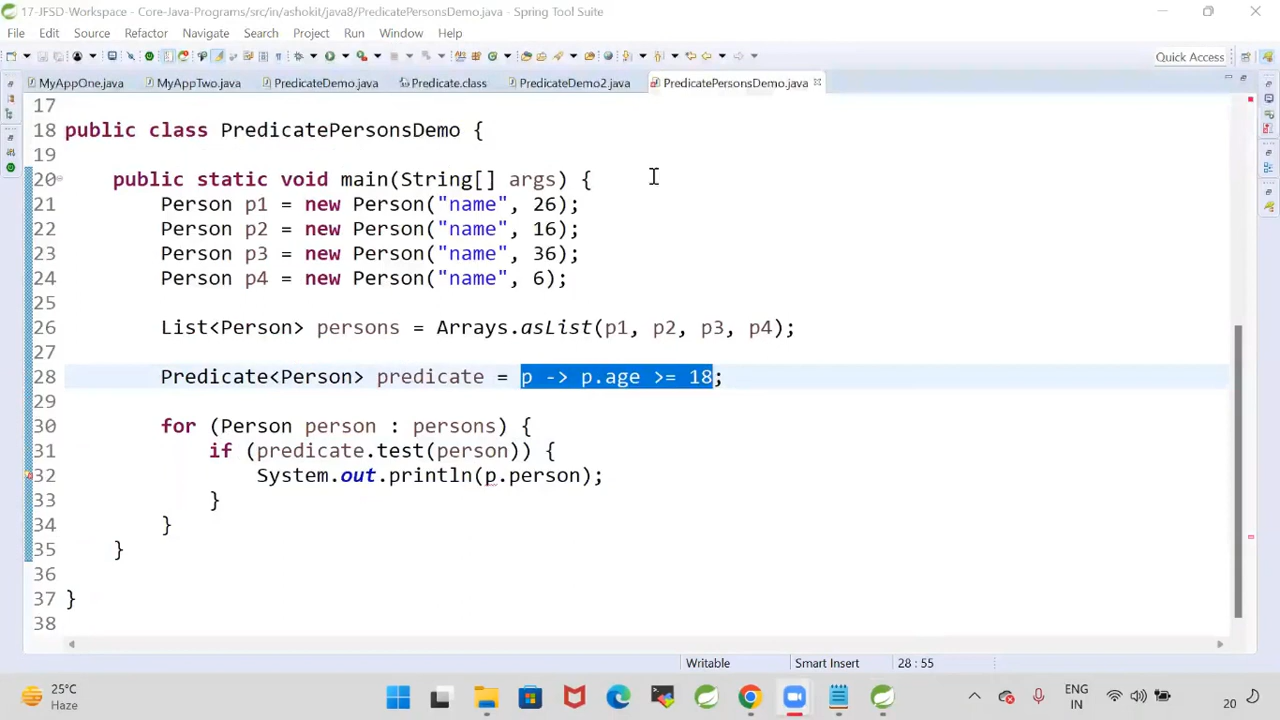 17-JFSD-Workspace - Core-Java-Programs/src/in/ashokit/java8/PredicatePersonsDemo.java - Spring Tool Suite
File Edit Source Refactor Navigate Search Project Run Window Help
Quick Access
MyAppOne.java MyAppTwo.java PredicateDemo.java Predicate.class PredicateDemo2.java PredicatePersonsDemo.java
17
18 public class PredicatePersonsDemo {
19
20 public static void main(String[] args) {
21 Person p1 = new Person("name", 26);
22 Person p2 = new Person("name", 16);
23 Person p3 = new Person("name", 36);
24 Person p4 = new Person("name", 6);
25
26 List<Person> persons = Arrays.asList(p1, p2, p3, p4);
27
28 Predicate<Person> predicate = p -> p.age >= 18;
29
30 for (Person person : persons) {
31 if (predicate.test(person)) {
32 System.out.println(p.person);
33 }
34 }
35 }
36
37 }
38
Writable Smart Insert 28 : 55
25°C
Haze
ENG
IN
20